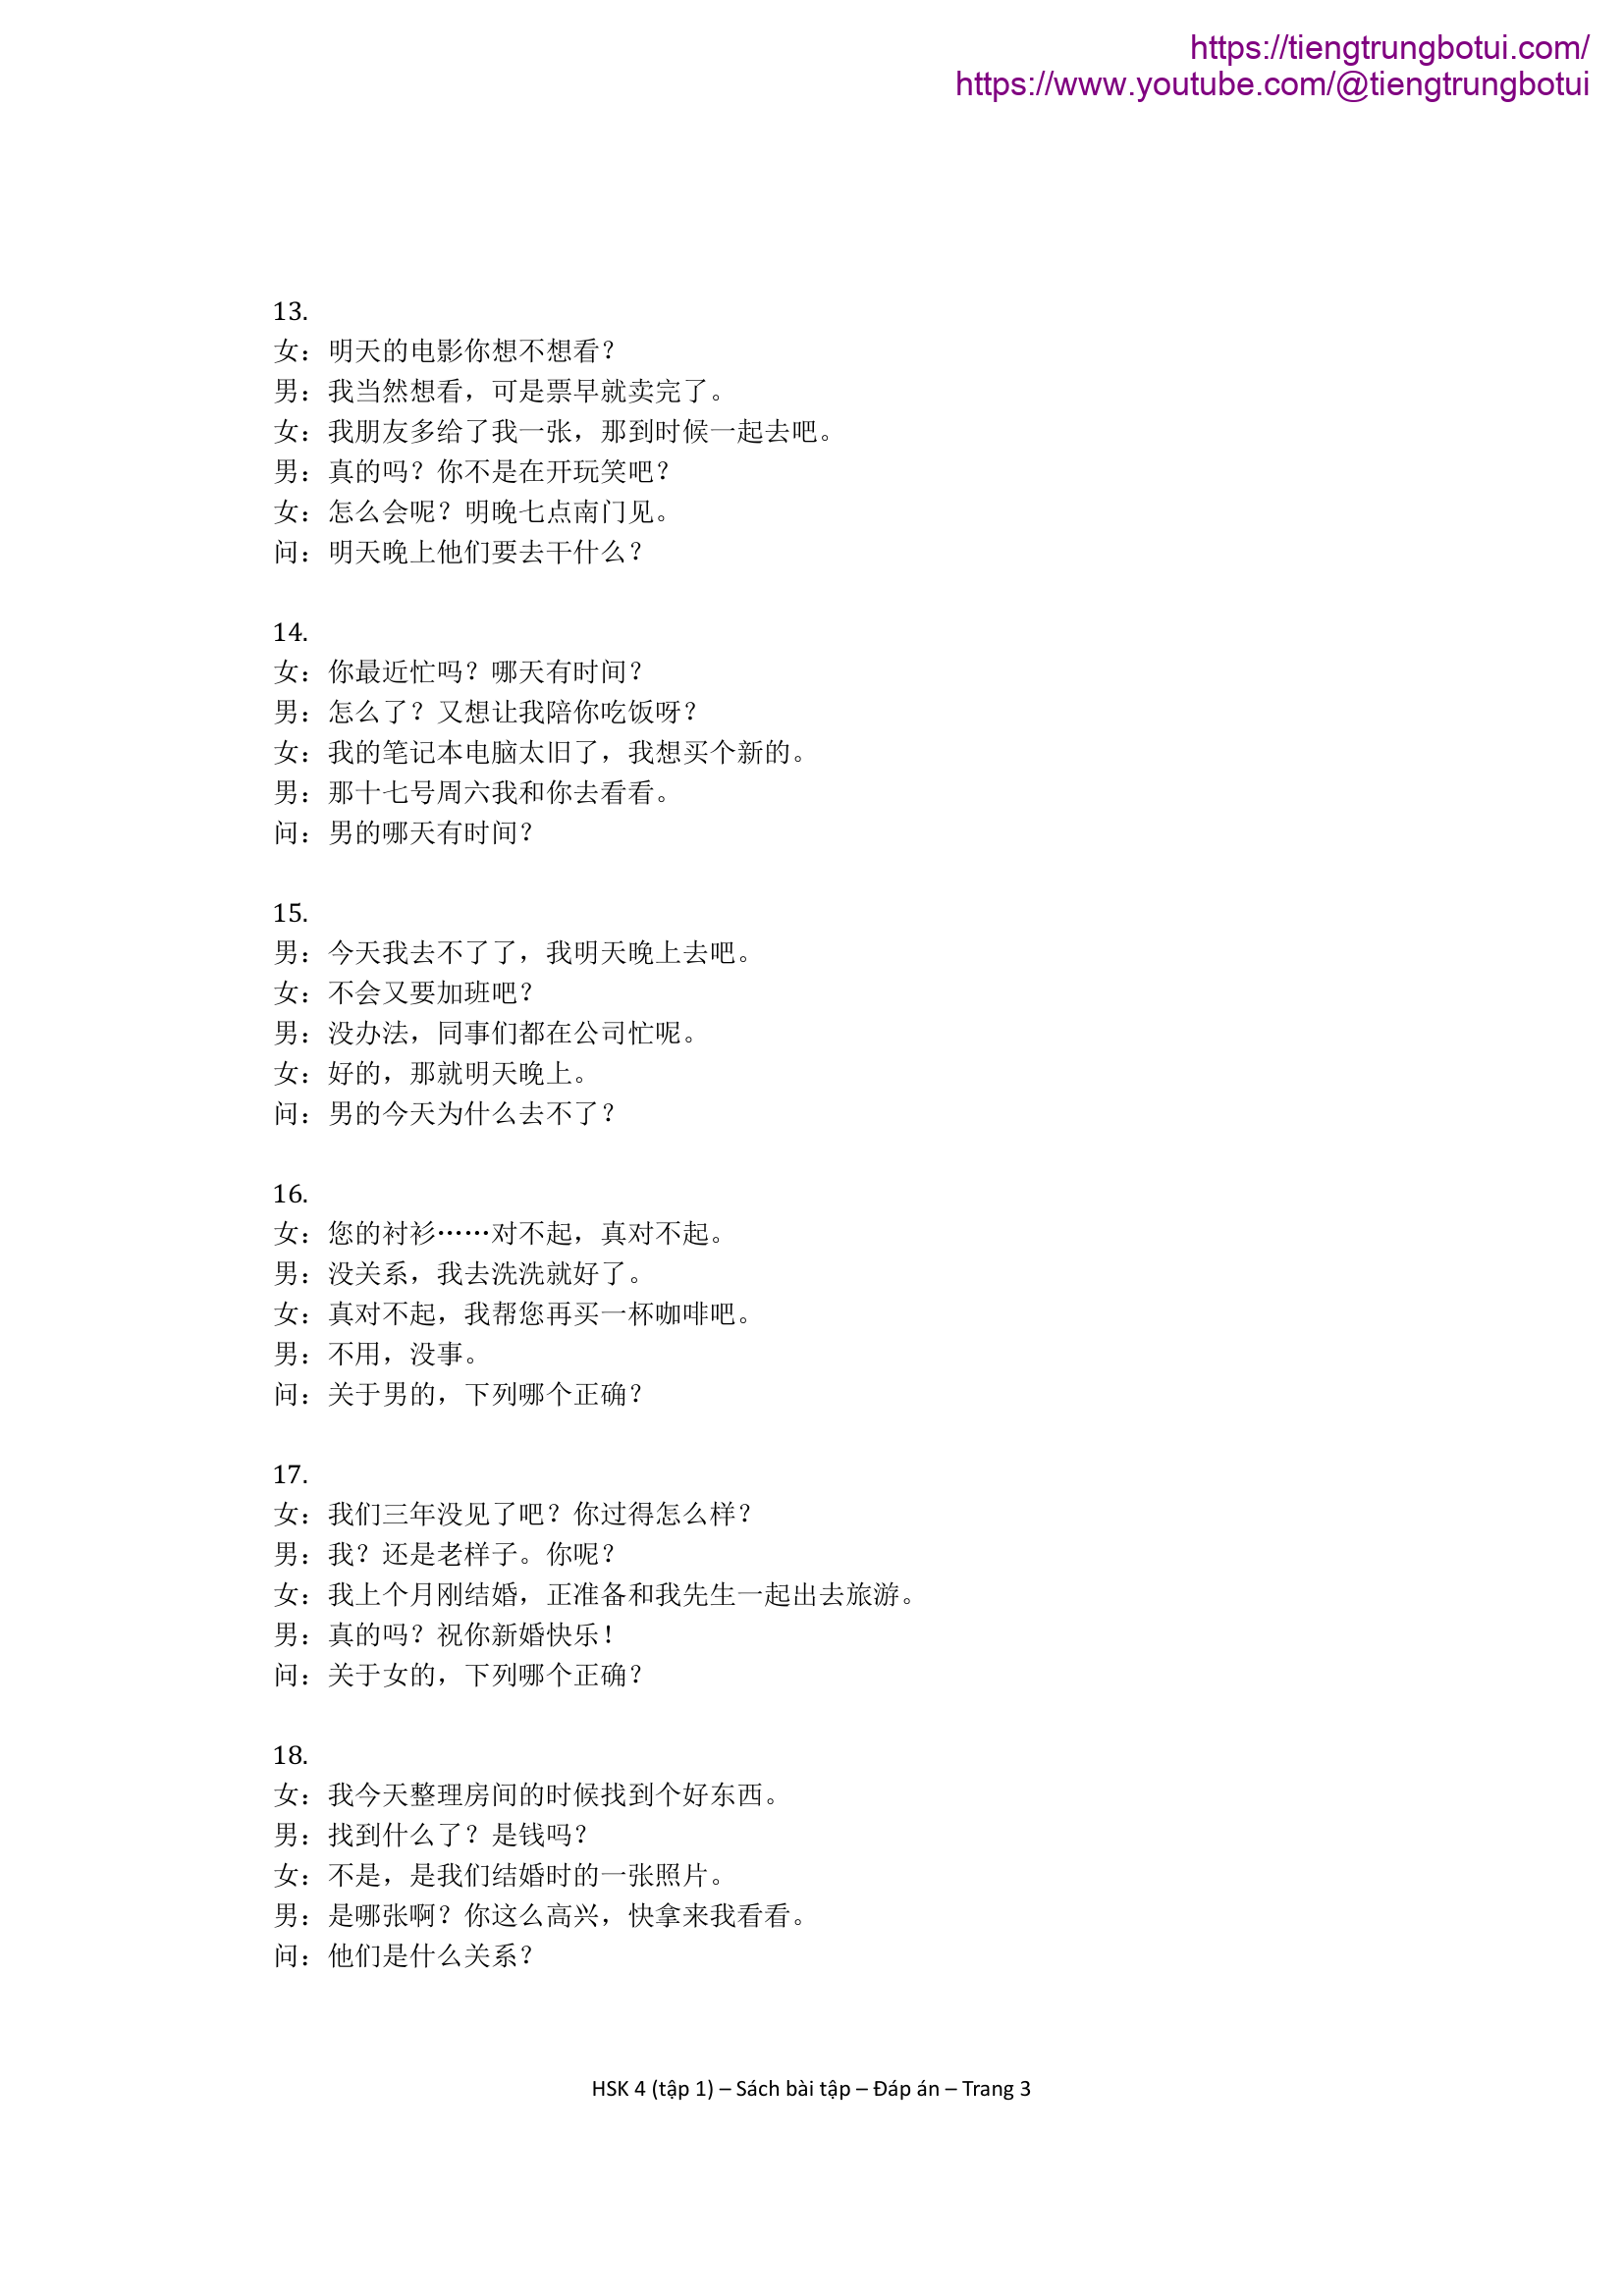 https://tiengtrungbotui.com/
https://www.youtube.com/@tiengtrungbotui
13.
女：明天的电影你想不想看？
男：我当然想看，可是票早就卖完了。
女：我朋友多给了我一张，那到时候一起去吧。
男：真的吗？你不是在开玩笑吧？
女：怎么会呢？明晚七点南门见。
问：明天晚上他们要去干什么？
14.
女：你最近忙吗？哪天有时间？
男：怎么了？又想让我陪你吃饭呀？
女：我的笔记本电脑太旧了，我想买个新的。
男：那十七号周六我和你去看看。
问：男的哪天有时间？
15.
男：今天我去不了了，我明天晚上去吧。
女：不会又要加班吧？
男：没办法，同事们都在公司忙呢。
女：好的，那就明天晚上。
问：男的今天为什么去不了？
16.
女：您的衬衫……对不起，真对不起。
男：没关系，我去洗洗就好了。
女：真对不起，我帮您再买一杯咖啡吧。
男：不用，没事。
问：关于男的，下列哪个正确？
17.
女：我们三年没见了吧？你过得怎么样？
男：我？还是老样子。你呢？
女：我上个月刚结婚，正准备和我先生一起出去旅游。
男：真的吗？祝你新婚快乐！
问：关于女的，下列哪个正确？
18.
女：我今天整理房间的时候找到个好东西。
男：找到什么了？是钱吗？
女：不是，是我们结婚时的一张照片。
男：是哪张啊？你这么高兴，快拿来我看看。
问：他们是什么关系？
HSK 4 (tập 1) – Sách bài tập – Đáp án – Trang 3